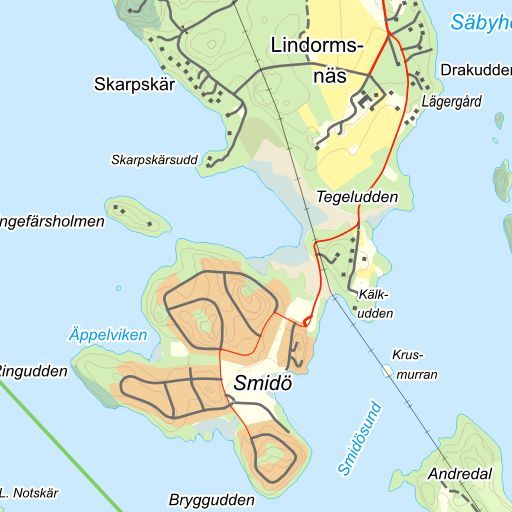 Säbyho
Lindorms-
näs
Skarpskär
Drakudden
Lägergård
Skarpskärsudd
Tegeludden
ngefärsholmen
Kälk-
udden
Äppelviken
Krus-
murran
Ringudden
Smidö
Smidösund
Andredal
L. Notskär
Bryggudden